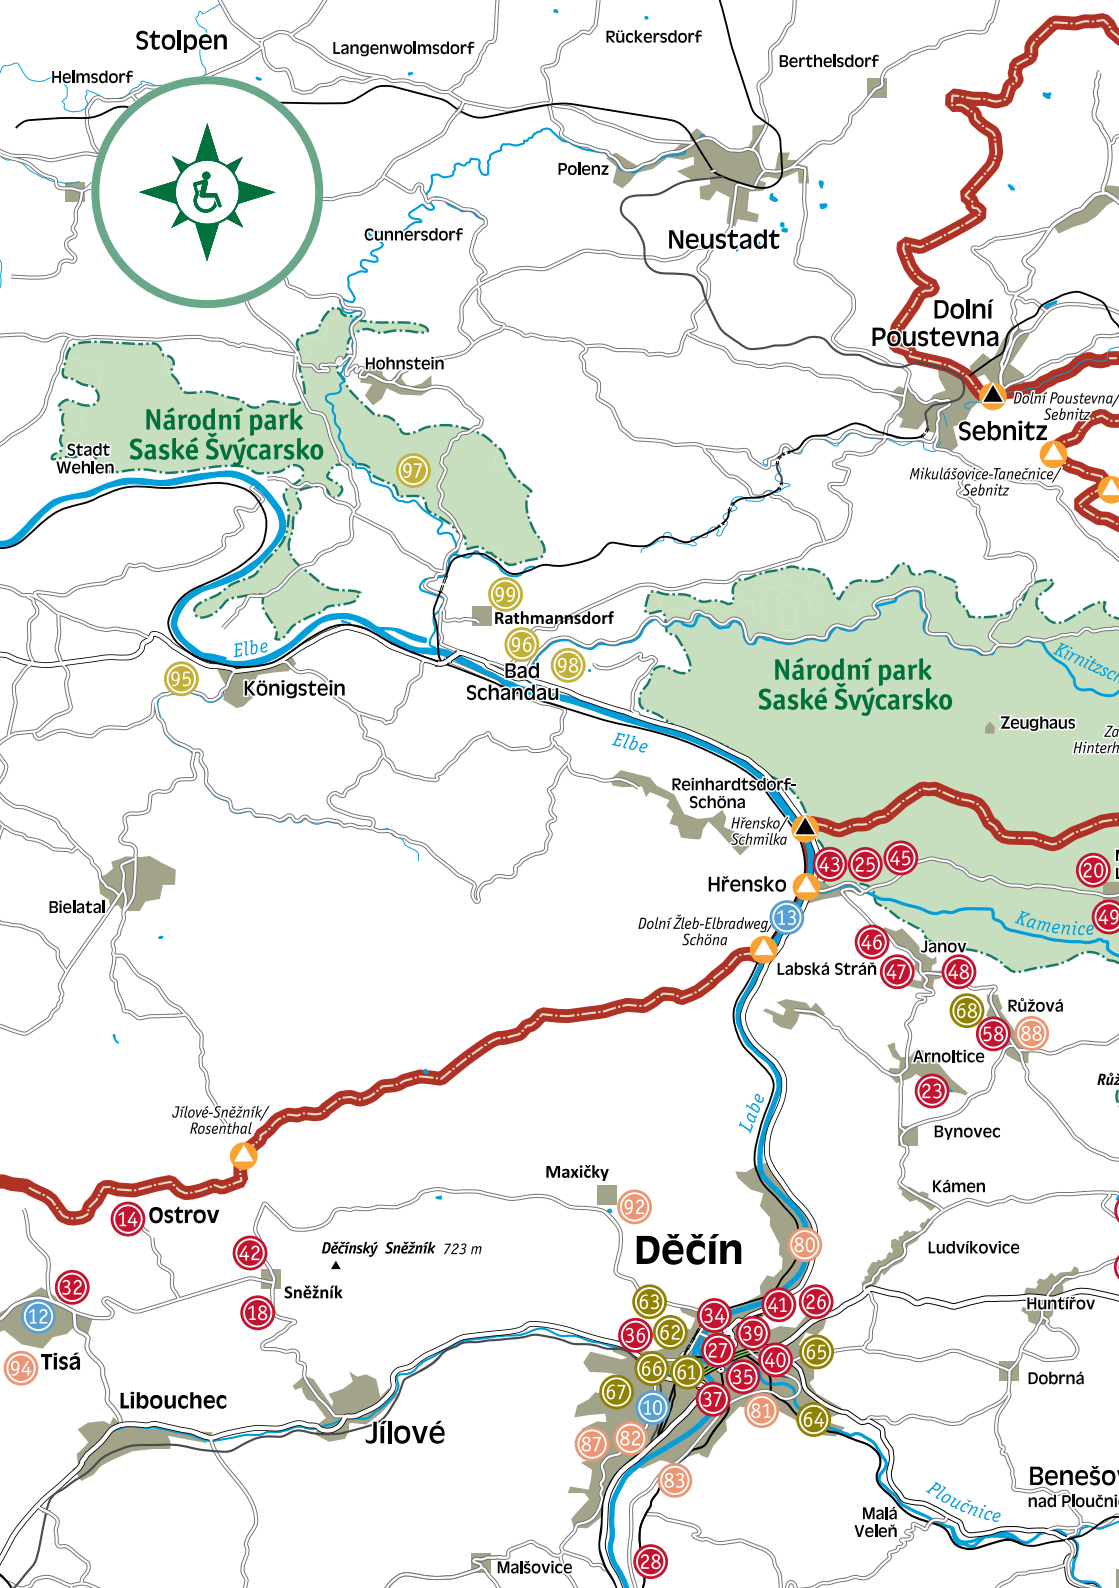 Stolpen
Langenwolmsdorf
Rückersdorf
Helmsdorf
Berthelsdorf
Polenz
Cunnersdorf
Neustadt
Dolní
Poustevna
Hohnstein
Dolní Poustevna/
Sebnitz
Národní park
Saské Švýcarsko
Sebnitz
Stadt
Wehlen
97
Mikulášovice-Tanečnice/
Sebnitz
99
Rathmannsdorf
96
98
Elbe
95
Bad
Schandau
Königstein
Národní park
Saské Švýcarsko
Kirnitzsch
Zeughaus
Elbe
Za
Hinterh
Reinhardtsdorf-
Schöna
Hřensko/
Schmilka
43
25
45
20
Hřensko
Bielatal
13
49
Dolní Žleb-Elbradweg/
Schöna
Kamenice
46
Janov
Labská Stráň
47
48
68
Růžová
58
88
Arnoltice
23
Růž
Labe
Jílové-Sněžník/
Rosenthal
Bynovec
Maxičky
Kámen
92
14
Ostrov
80
Děčín
42
Děčínský Sněžník 723 m
Ludvíkovice
32
Sněžník
63
41
26
Huntířov
12
18
34
36
62
39
94
Tisá
27
65
66
61
40
35
Dobrná
67
37
Libouchec
10
81
64
Jílové
82
87
83
Benešo
nad Ploučni
Ploučnice
Malá
Veleň
28
Malšovice